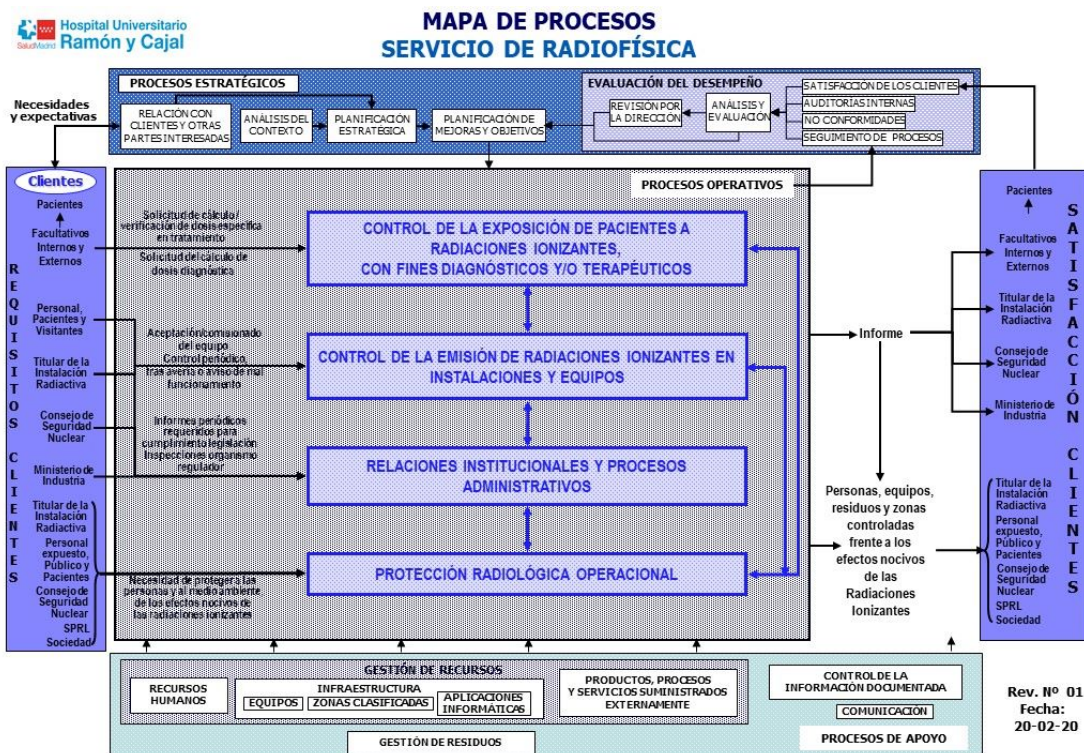 MAPA DE PROCESOS
SERVICIO DE RADIOFÍSICA
SaludMadrid
Hospital Universitario
Ramón y Cajal
Necesidades
y expectativas
PROCESOS ESTRATÉGICOS
RELACIÓN CON
CLIENTES Y OTRAS
PARTES INTERESADAS
ANÁLISIS DEL
CONTEXTO
PLANIFICACIÓN
ESTRATÉGICA
PLANIFICACIÓN DE
MEJORAS Y OBJETIVOS
EVALUACIÓN DEL DESEMPEÑO
REVISIÓN POR
LA DIRECCIÓN
ANÁLISIS Y
EVALUACIÓN
SATISFACCIÓN DE LOS CLIENTES
AUDITORÍAS INTERNAS
NO CONFORMIDADES
SEGUIMIENTO DE PROCESOS
REQUISITOS CLIENTES
Clientes
Pacientes
Facultativos
Internos y
Externos
Personal,
Pacientes y
Visitantes
Titular de la
Instalación
Radiactiva
Consejo de
Seguridad
Nuclear
Ministerio de
Industria
Titular de la
Instalación
Radiactiva
Personal
expuesto,
Público y
Pacientes
Consejo de
Seguridad
Nuclear
SPRL
Sociedad
PROCESOS OPERATIVOS
Solicitud de cálculo/
verificación de dosis específica
en tratamiento
Solicitud del cálculo de
dosis diagnóstica
CONTROL DE LA EXPOSICIÓN DE PACIENTES A
RADIACIONES IONIZANTES,
CON FINES DIAGNÓSTICOS Y/O TERAPÉUTICOS
Aceptación/comisionado
del equipo
Control periódico,
tras avería o aviso de mal
funcionamiento
CONTROL DE LA EMISIÓN DE RADIACIONES IONIZANTES EN
INSTALACIONES Y EQUIPOS
Informes periódicos
requeridos para
cumplimiento legislación
Inspecciones organismo
regulador
RELACIONES INSTITUCIONALES Y PROCESOS
ADMINISTRATIVOS
Necesidad de proteger a las
personas y al medio ambiente
de los efectos nocivos de
las radiaciones ionizantes
PROTECCIÓN RADIOLÓGICA OPERACIONAL
Informe
Personas, equipos,
residuos y zonas
controladas
frente a los
efectos nocivos
de las
Radiaciones
Ionizantes
SATISFACCIÓN CLIENTES
Pacientes
Facultativos
Internos y
Externos
Titular de la
Instalación
Radiactiva
Consejo de
Seguridad
Nuclear
Ministerio de
Industria
Titular de la
Instalación
Radiactiva
Personal
expuesto,
Público y
Pacientes
Consejo de
Seguridad
Nuclear
SPRL
Sociedad
GESTIÓN DE RECURSOS
RECURSOS
HUMANOS
INFRAESTRUCTURA
EQUIPOS
ZONAS CLASIFICADAS
APLICACIONES
INFORMÁTICAS
PRODUCTOS, PROCESOS
Y SERVICIOS SUMINISTRADOS
EXTERNAMENTE
CONTROL DE LA
INFORMACIÓN DOCUMENTADA
COMUNICACIÓN
GESTIÓN DE RESIDUOS
PROCESOS DE APOYO
Rev. Nº 01
Fecha:
20-02-20